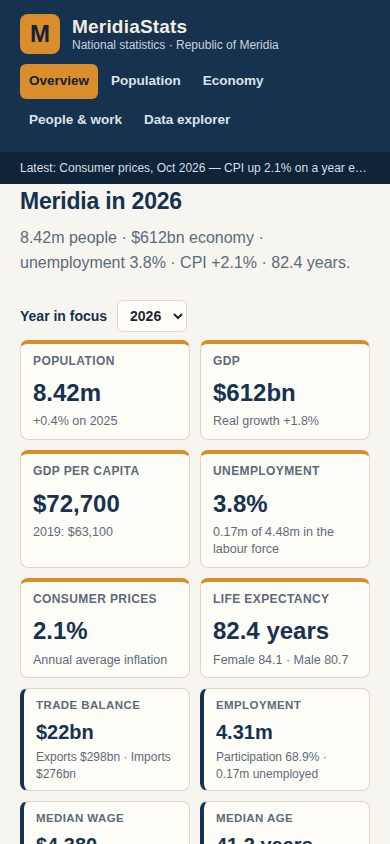 M
MeridiaStats
National statistics · Republic of Meridia
Overview
Population
Economy
People & work
Data explorer
Latest: Consumer prices, Oct 2026 — CPI up 2.1% on a year e…
Meridia in 2026
8.42m people · $612bn economy ·
unemployment 3.8% · CPI +2.1% · 82.4 years.
Year in focus
2026
POPULATION
8.42m
+0.4% on 2025
GDP
$612bn
Real growth +1.8%
GDP PER CAPITA
$72,700
2019: $63,100
UNEMPLOYMENT
3.8%
0.17m of 4.48m in the
labour force
CONSUMER PRICES
2.1%
Annual average inflation
LIFE EXPECTANCY
82.4 years
Female 84.1 · Male 80.7
TRADE BALANCE
$22bn
Exports $298bn · Imports
$276bn
EMPLOYMENT
4.31m
Participation 68.9% ·
0.17m unemployed
MEDIAN WAGE
$4,380
MEDIAN AGE
41.2 years